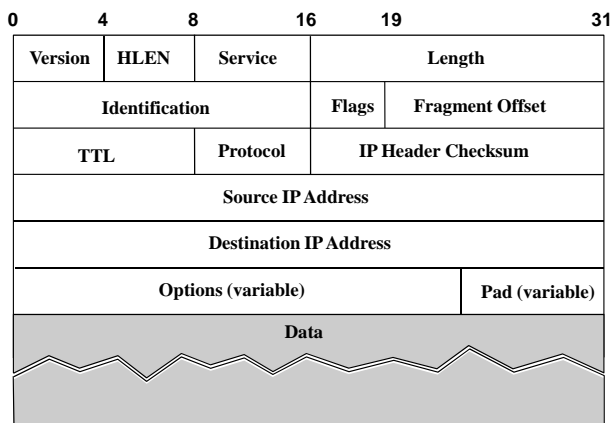 0 4 8 16 19 31
Version HLEN Service Length
Identification Flags Fragment Offset
TTL Protocol IP Header Checksum
Source IP Address
Destination IP Address
Options (variable) Pad (variable)
Data